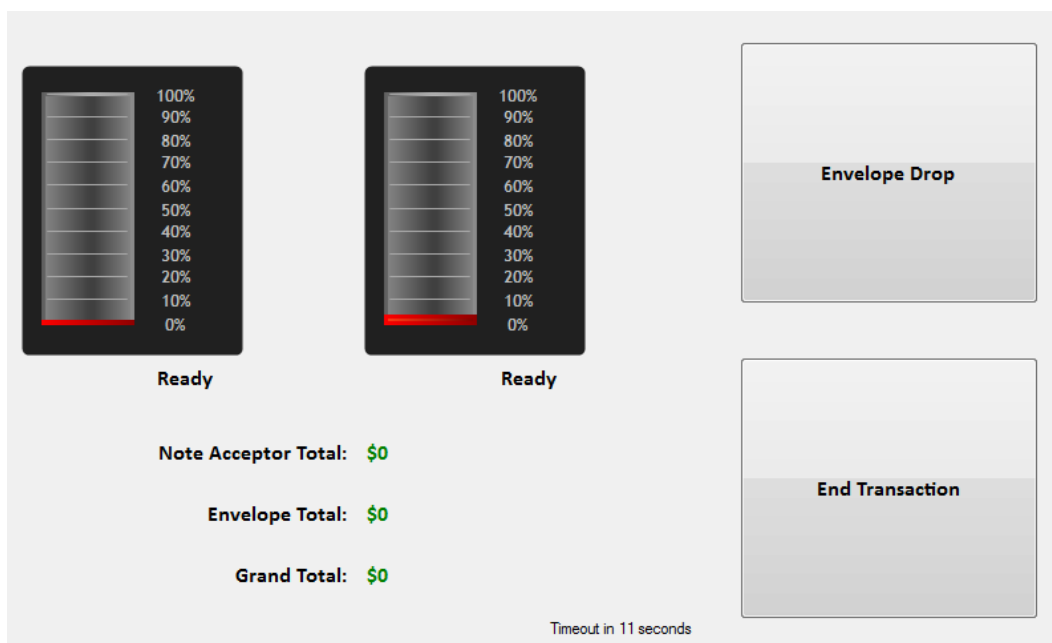 100%
90%
80%
70%
60%
50%
40%
30%
20%
10%
0%
Ready
100%
90%
80%
70%
60%
50%
40%
30%
20%
10%
0%
Ready
Note Acceptor Total: $0
Envelope Total: $0
Grand Total: $0
Timeout in 11 seconds
Envelope Drop
End Transaction